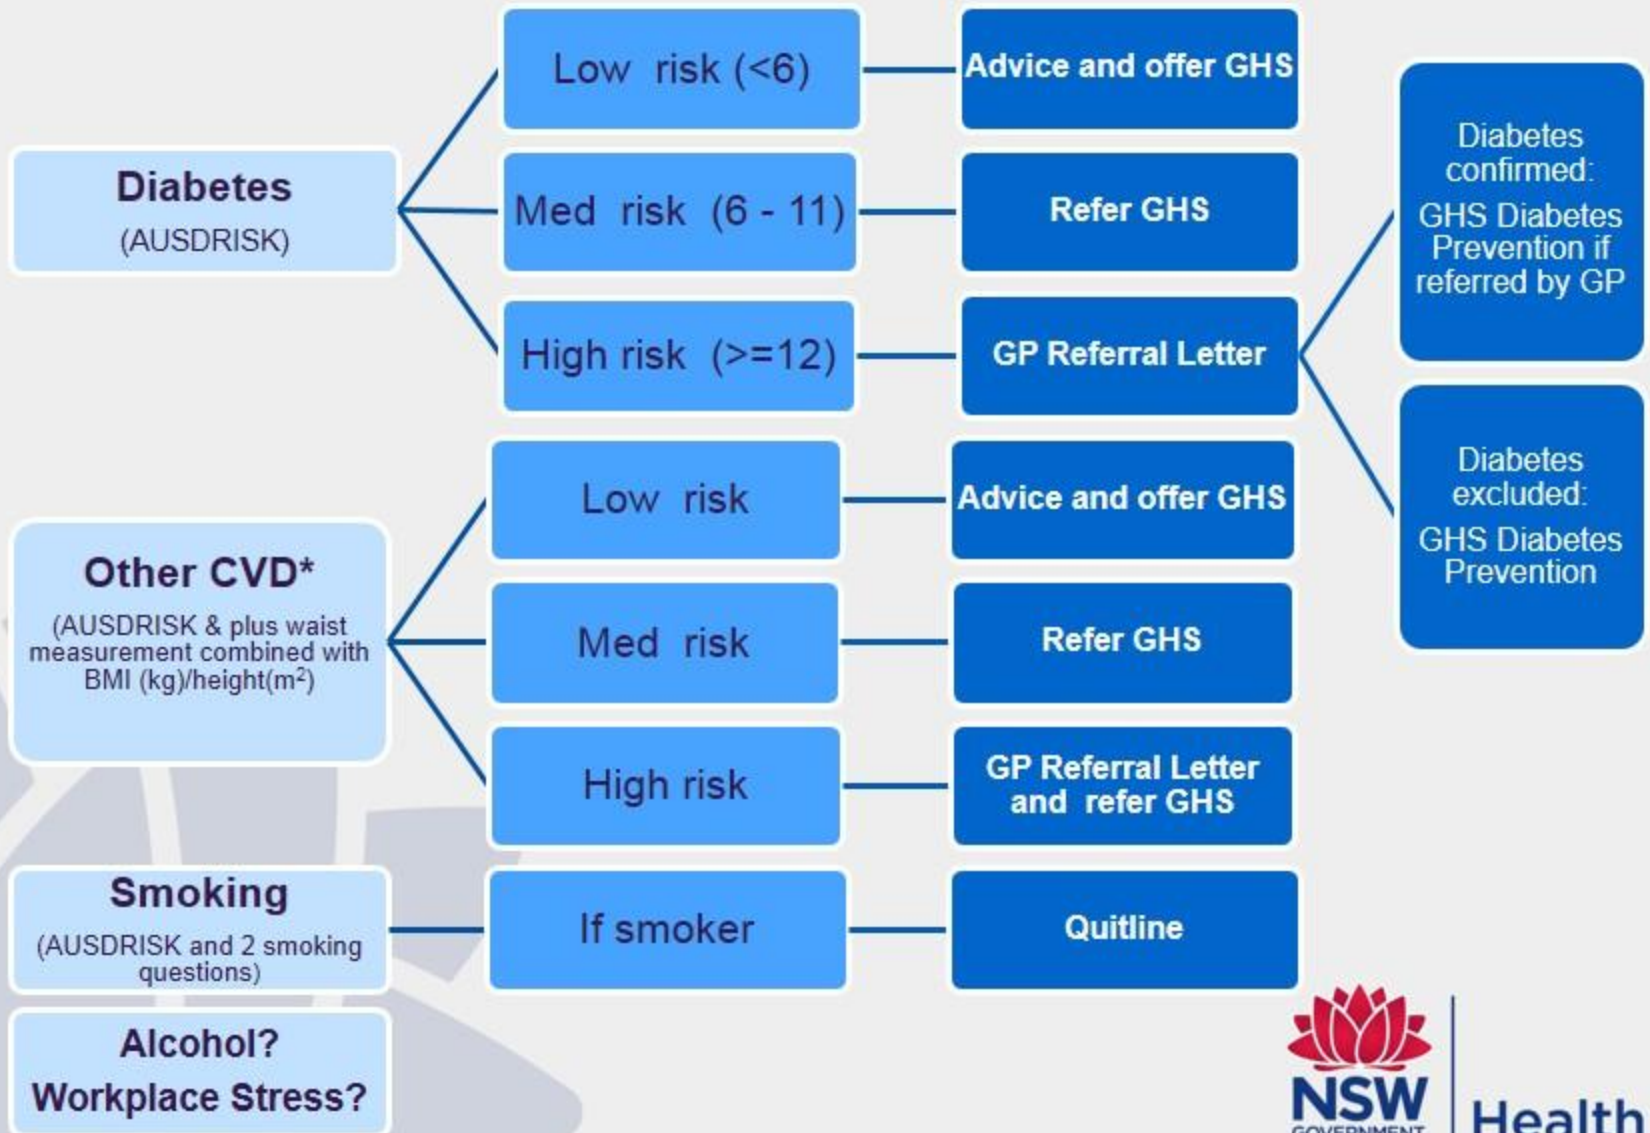 Diabetes
(AUSDRISK)
Low risk (<6)
Advice and offer GHS
Med risk (6 - 11)
Refer GHS
High risk (>=12)
GP Referral Letter
Diabetes
confirmed:
GHS Diabetes
Prevention if
referred by GP
Diabetes
excluded:
GHS Diabetes
Prevention
Other CVD*
(AUSDRISK & plus waist
measurement combined with
BMI (kg)/height(m²)
Low risk
Advice and offer GHS
Med risk
Refer GHS
High risk
GP Referral Letter
and refer GHS
Smoking
(AUSDRISK and 2 smoking
questions)
If smoker
Quitline
Alcohol?
Workplace Stress?
NSW
GOVERNMENT
Health